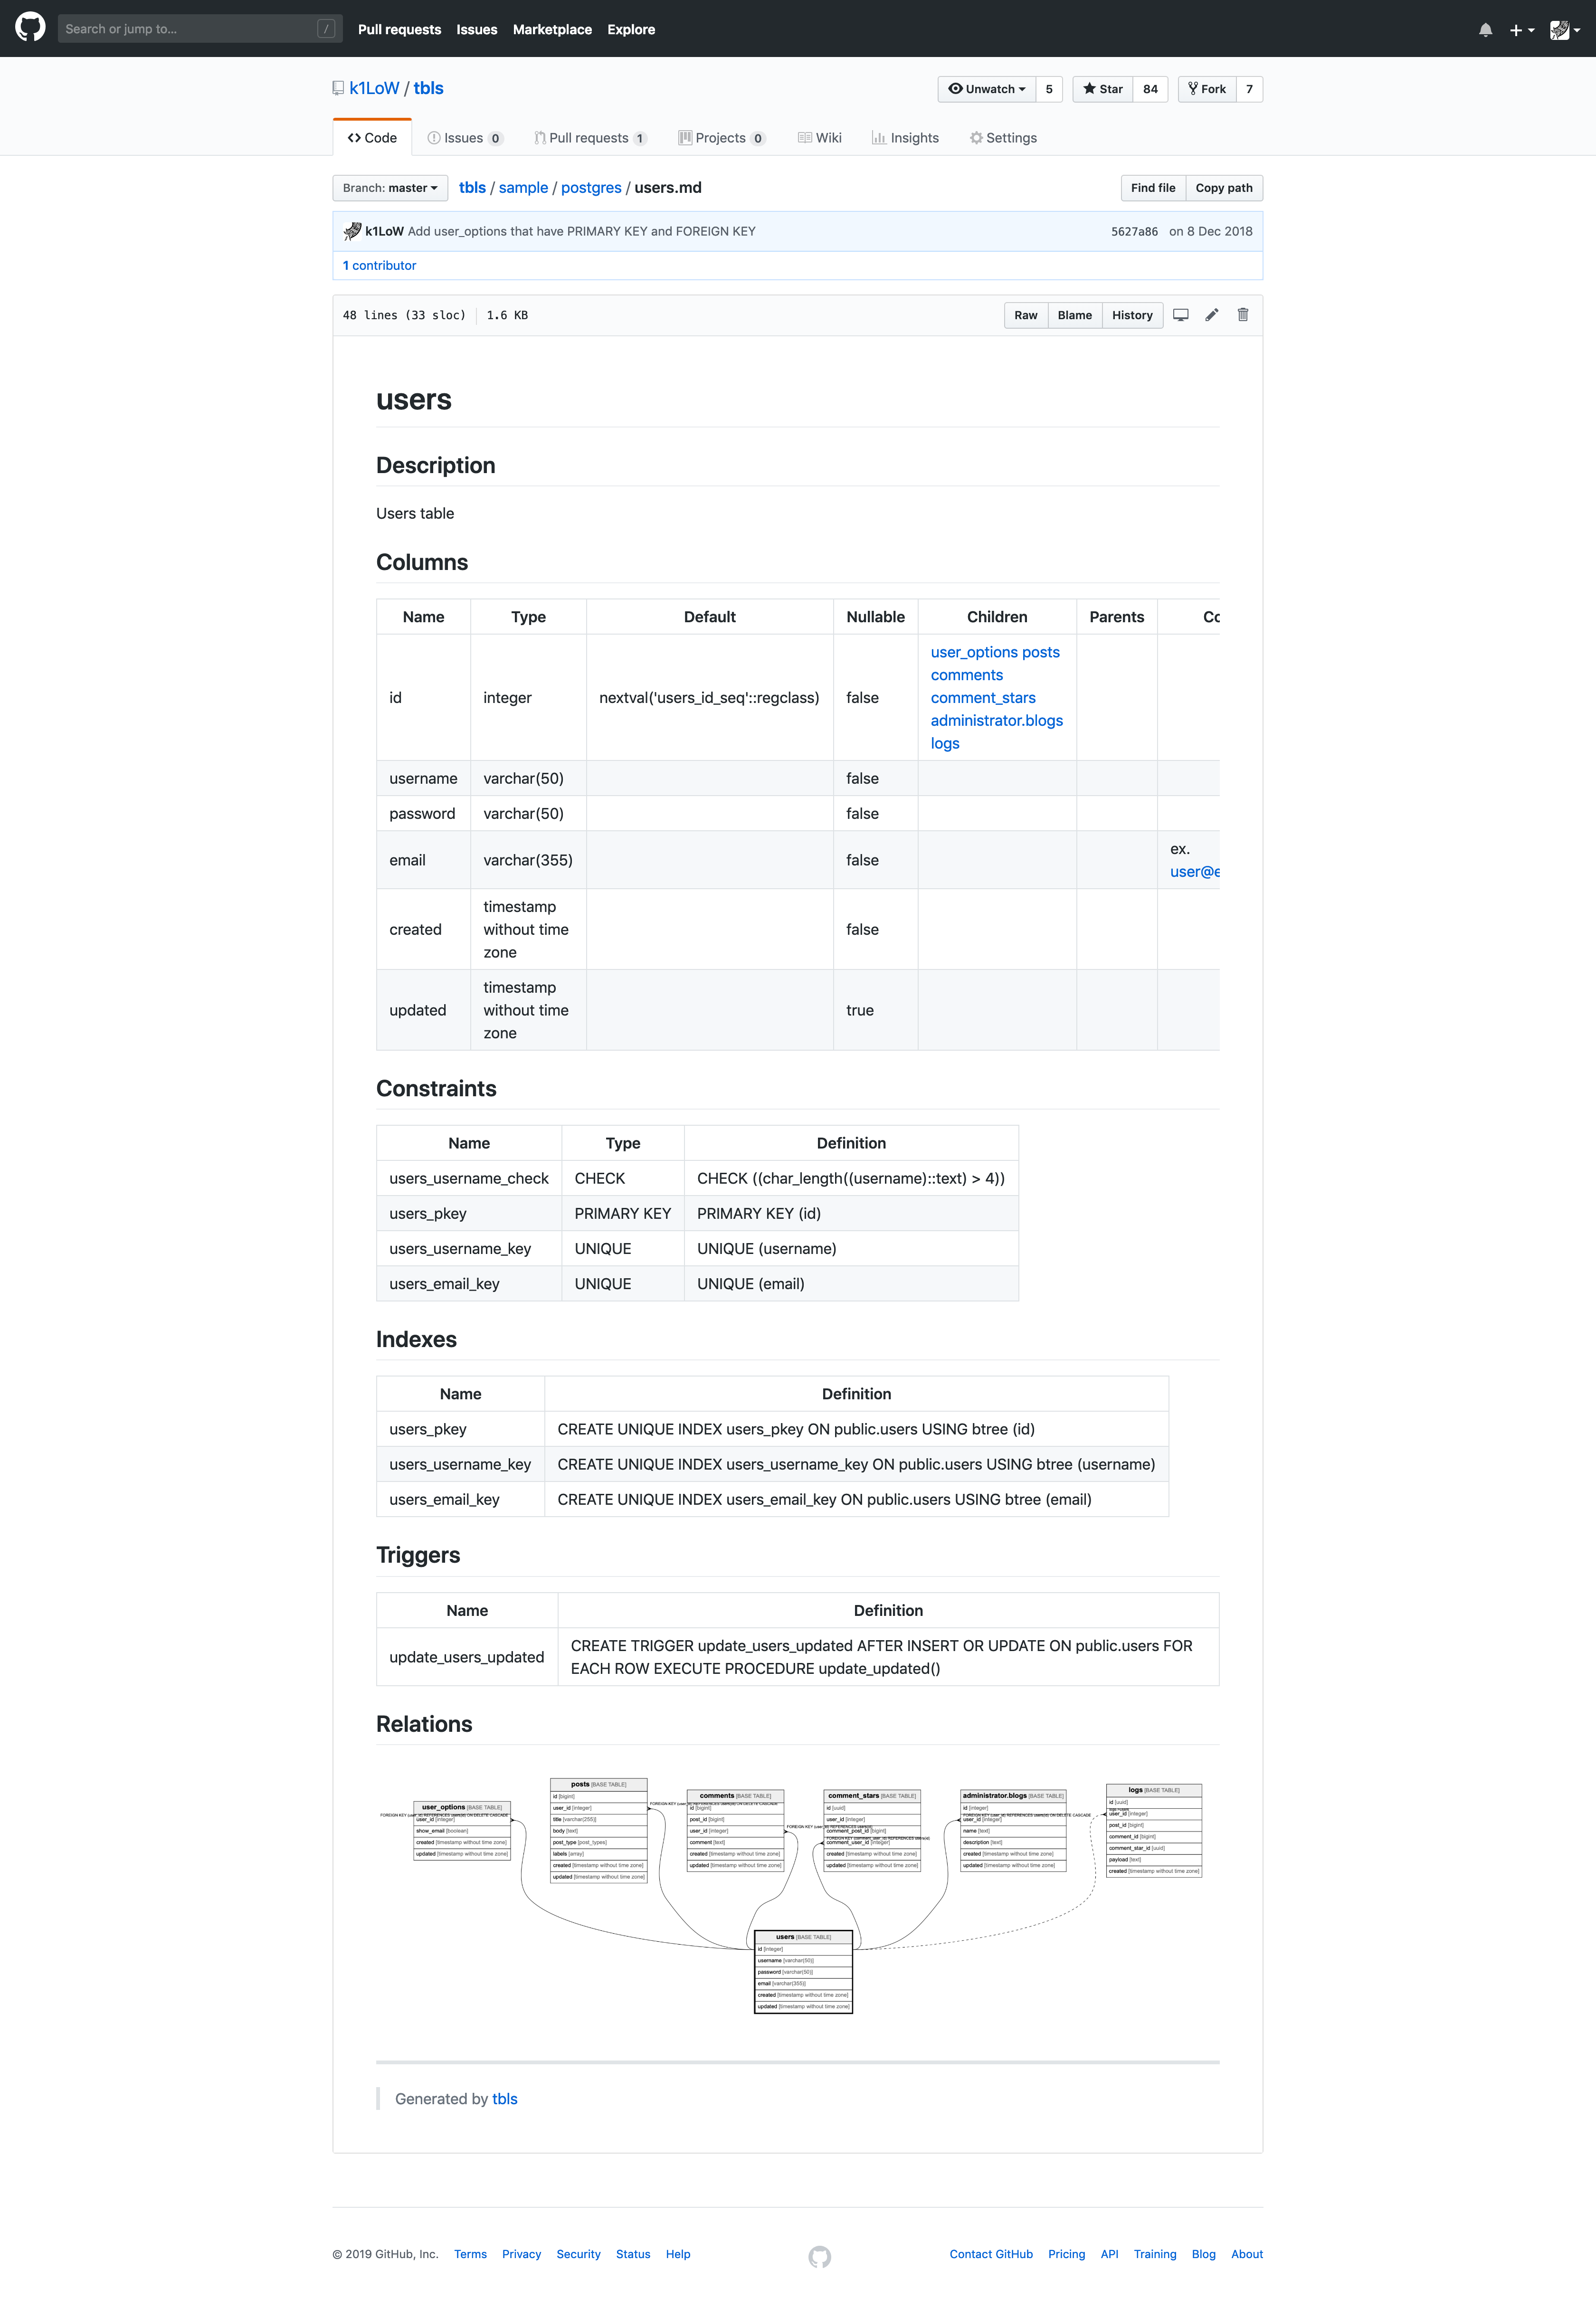 Search or jump to... /
Pull requests Issues Marketplace Explore
k1LoW / tbls
Unwatch 5 Star 84 Fork 7
Code Issues 0 Pull requests 1 Projects 0 Wiki Insights Settings
Branch: master tbls / sample / postgres / users.md Find file Copy path
k1LoW Add user_options that have PRIMARY KEY and FOREIGN KEY 5627a86 on 8 Dec 2018
1 contributor
48 lines (33 sloc) 1.6 KB Raw Blame History
users
Description
Users table
Columns
Name Type Default Nullable Children Parents Co
id integer nextval('users_id_seq'::regclass) false user_options posts
comments
comment_stars
administrator.blogs
logs
username varchar(50) false
password varchar(50) false
email varchar(355) false ex.
user@e
created timestamp
without time
zone false
updated timestamp
without time
zone true
Constraints
Name Type Definition
users_username_check CHECK CHECK ((char_length((username)::text) > 4))
users_pkey PRIMARY KEY PRIMARY KEY (id)
users_username_key UNIQUE UNIQUE (username)
users_email_key UNIQUE UNIQUE (email)
Indexes
Name Definition
users_pkey CREATE UNIQUE INDEX users_pkey ON public.users USING btree (id)
users_username_key CREATE UNIQUE INDEX users_username_key ON public.users USING btree (username)
users_email_key CREATE UNIQUE INDEX users_email_key ON public.users USING btree (email)
Triggers
Name Definition
update_users_updated CREATE TRIGGER update_users_updated AFTER INSERT OR UPDATE ON public.users FOR
EACH ROW EXECUTE PROCEDURE update_updated()
Relations
user_options [BASE TABLE]
user_id [integer]
show_email [boolean]
created [timestamp without time zone]
updated [timestamp without time zone]
posts [BASE TABLE]
id [bigint]
user_id [integer]
title [varchar(255)]
body [text]
post_type [post_types]
labels [array]
created [timestamp without time zone]
updated [timestamp without time zone]
comments [BASE TABLE]
id [bigint]
post_id [bigint]
user_id [integer]
comment [text]
created [timestamp without time zone]
updated [timestamp without time zone]
comment_stars [BASE TABLE]
id [uuid]
user_id [integer]
comment_post_id [bigint]
comment_user_id [integer]
created [timestamp without time zone]
updated [timestamp without time zone]
administrator.blogs [BASE TABLE]
id [integer]
user_id [integer]
name [text]
description [text]
created [timestamp without time zone]
updated [timestamp without time zone]
logs [BASE TABLE]
id [uuid]
user_id [integer]
post_id [bigint]
comment_id [bigint]
comment_star_id [uuid]
payload [text]
created [timestamp without time zone]
users [BASE TABLE]
id [integer]
username [varchar(50)]
password [varchar(50)]
email [varchar(355)]
created [timestamp without time zone]
updated [timestamp without time zone]
Generated by tbls
© 2019 GitHub, Inc. Terms Privacy Security Status Help Contact GitHub Pricing API Training Blog About